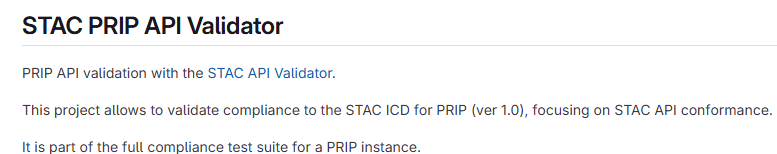 STAC PRIP API Validator
PRIP API validation with the STAC API Validator.
This project allows to validate compliance to the STAC ICD for PRIP (ver 1.0), focusing on STAC API conformance.
It is part of the full compliance test suite for a PRIP instance.